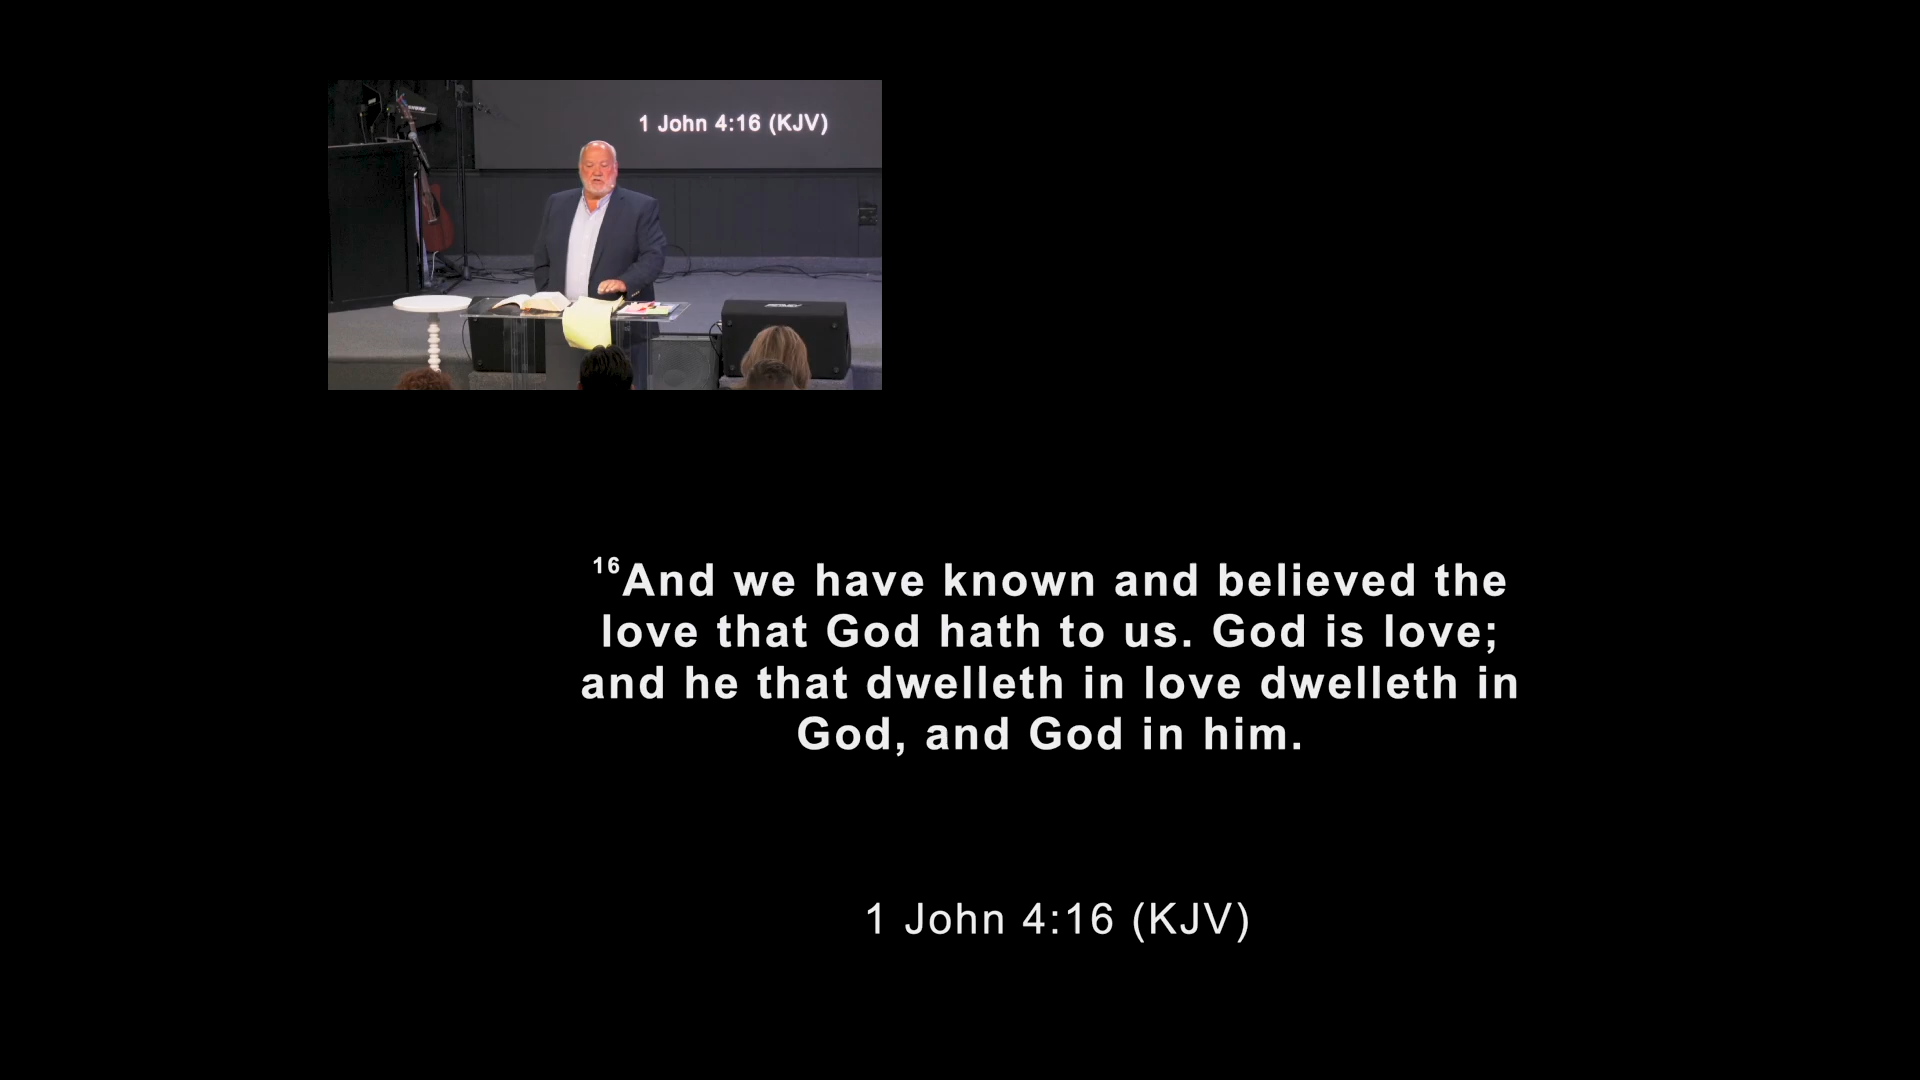 1 John 4:16 (KJV)
16And we have known and believed the
love that God hath to us. God is love;
and he that dwelleth in love dwelleth in
God, and God in him.
1 John 4:16 (KJV)